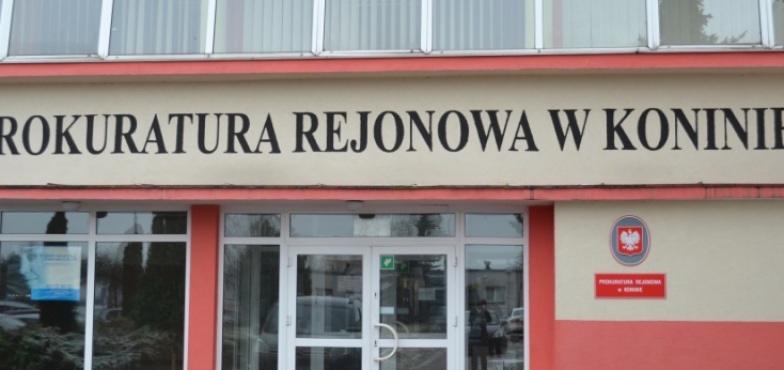 ROKURATURA REJONOWA W KONINIE
PROKURATURA REJONOWA
w KONINIE